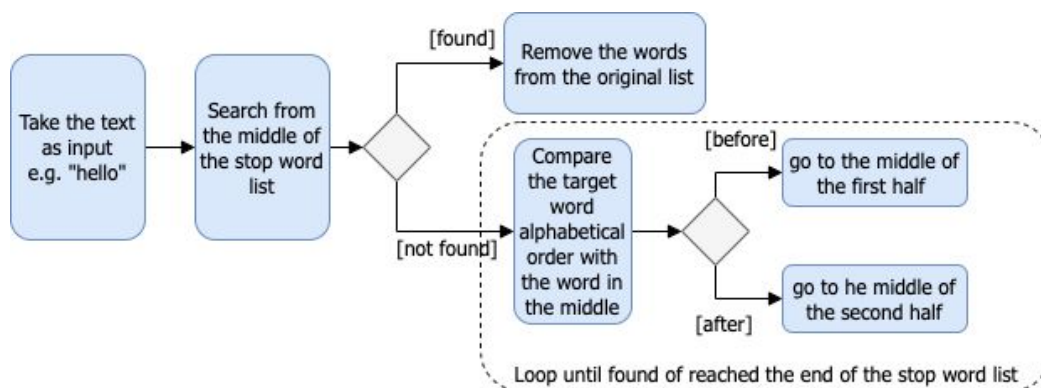 Take the text
as input
e.g. "hello"
Search from
the middle of
the stop word
list
[found]
Remove the words
from the original list
[not found]
Compare
the target
word
alphabetical
order with
the word in
the middle
[before]
go to the middle of
the first half
[after]
go to he middle of
the second half
Loop until found of reached the end of the stop word list